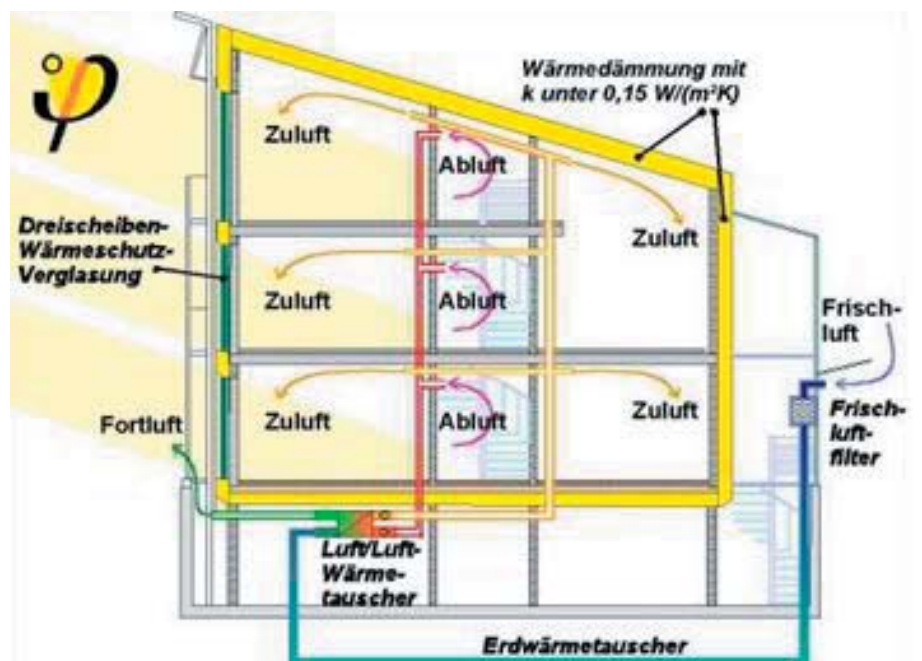 Wärmedämmung mit
k unter 0,15 W/(m²K)
Zuluft
Abluft
Zuluft
Dreischeiben-
Wärmeschutz-
Verglasung
Zuluft
Abluft
Frisch-
luft
Zuluft
Abluft
Zuluft
Fortluft
Frisch-
luft-
filter
Luft/Luft-
Wärme-
tauscher
Erdwärmetauscher